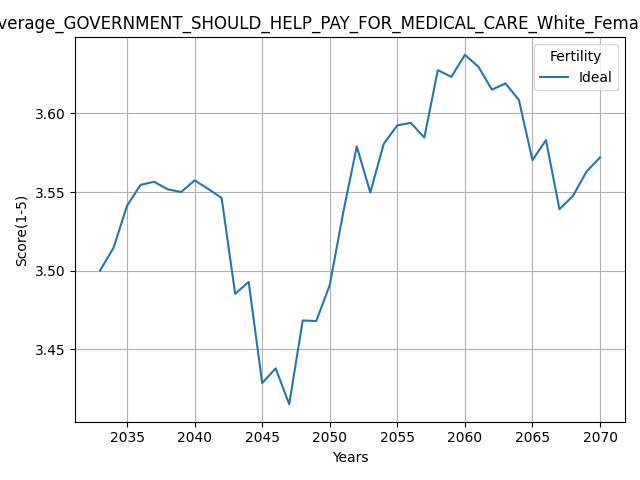 verage_GOVERNMENT_SHOULD_HELP_PAY_FOR_MEDICAL_CARE_White_Fema
Fertility
Ideal
3.60
3.55
3.50
3.45
Score(1-5)
2035 2040 2045 2050 2055 2060 2065 2070
Years